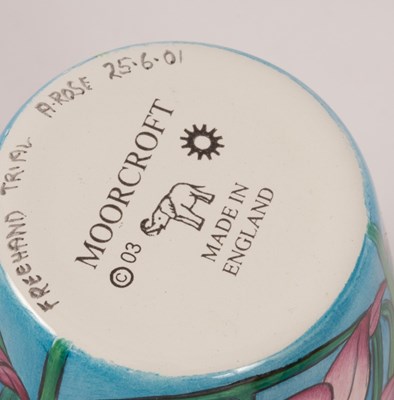 FREEHAND TRIAL A.ROSE 25.6.01
MOORCROFT
© 03
MADE IN
ENGLAND